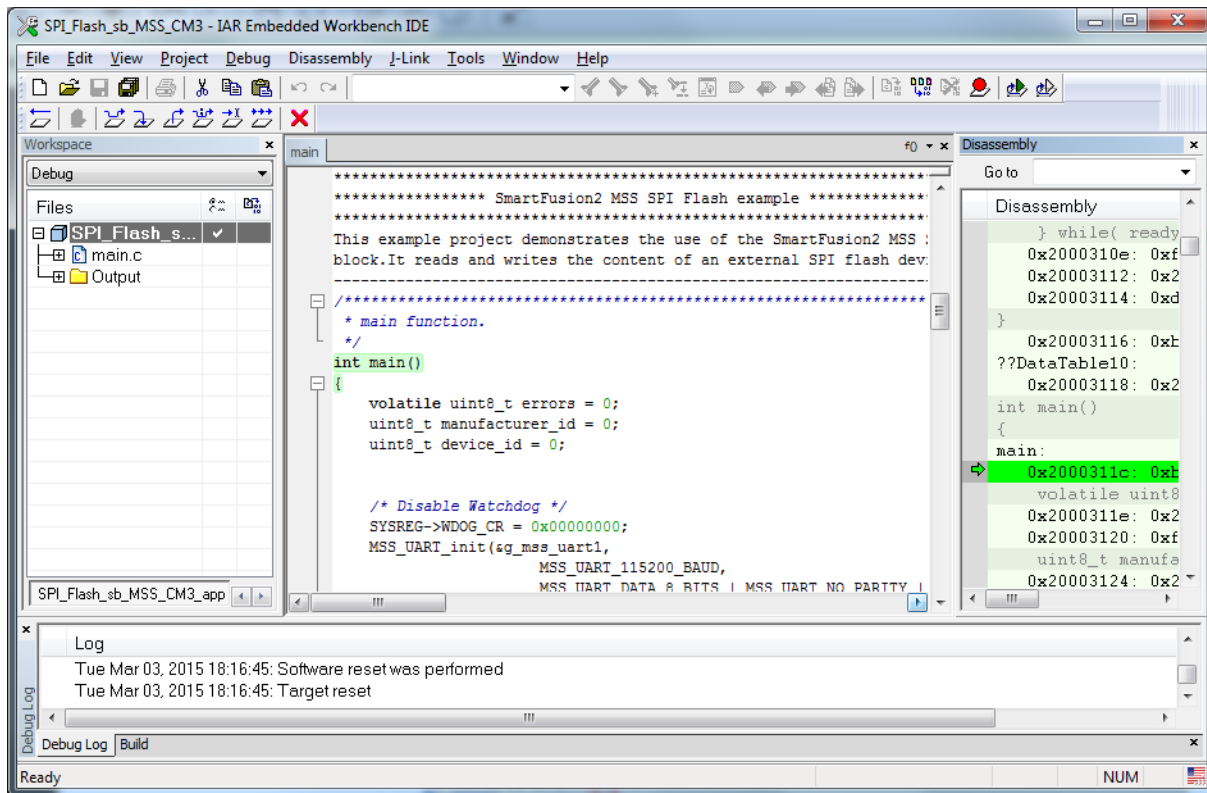 SPI_Flash_sb_MSS_CM3 - IAR Embedded Workbench IDE
File Edit View Project Debug Disassembly J-Link Tools Window Help
Workspace
Debug
Files
SPI_Flash_s...
main.c
Output
SPI_Flash_sb_MSS_CM3_app
main
f()
*******************************************************************
***************** SmartFusion2 MSS SPI Flash example **************
*******************************************************************
This example project demonstrates the use of the SmartFusion2 MSS
block.It reads and writes the content of an external SPI flash dev
-------------------------------------------------------------------
/******************************************************************
* main function.
*/
int main()
{
volatile uint8_t errors = 0;
uint8_t manufacturer_id = 0;
uint8_t device_id = 0;
/* Disable Watchdog */
SYSREG->WDOG_CR = 0x00000000;
MSS_UART_init(&g_mss_uart1,
MSS_UART_115200_BAUD,
MSS_UART_DATA_8_BITS | MSS_UART_NO_PARITY |
Disassembly
Go to
Disassembly
} while( ready
0x2000310e: 0xf
0x20003112: 0x2
0x20003114: 0xd
}
0x20003116: 0xb
??DataTable10:
0x20003118: 0x2
int main()
{
main:
0x2000311c: 0xb
volatile uint8
0x2000311e: 0x2
0x20003120: 0xf
uint8_t manufa
0x20003124: 0x2
Debug Log
Log
Tue Mar 03, 2015 18:16:45: Software reset was performed
Tue Mar 03, 2015 18:16:45: Target reset
Debug Log Build
Ready
NUM